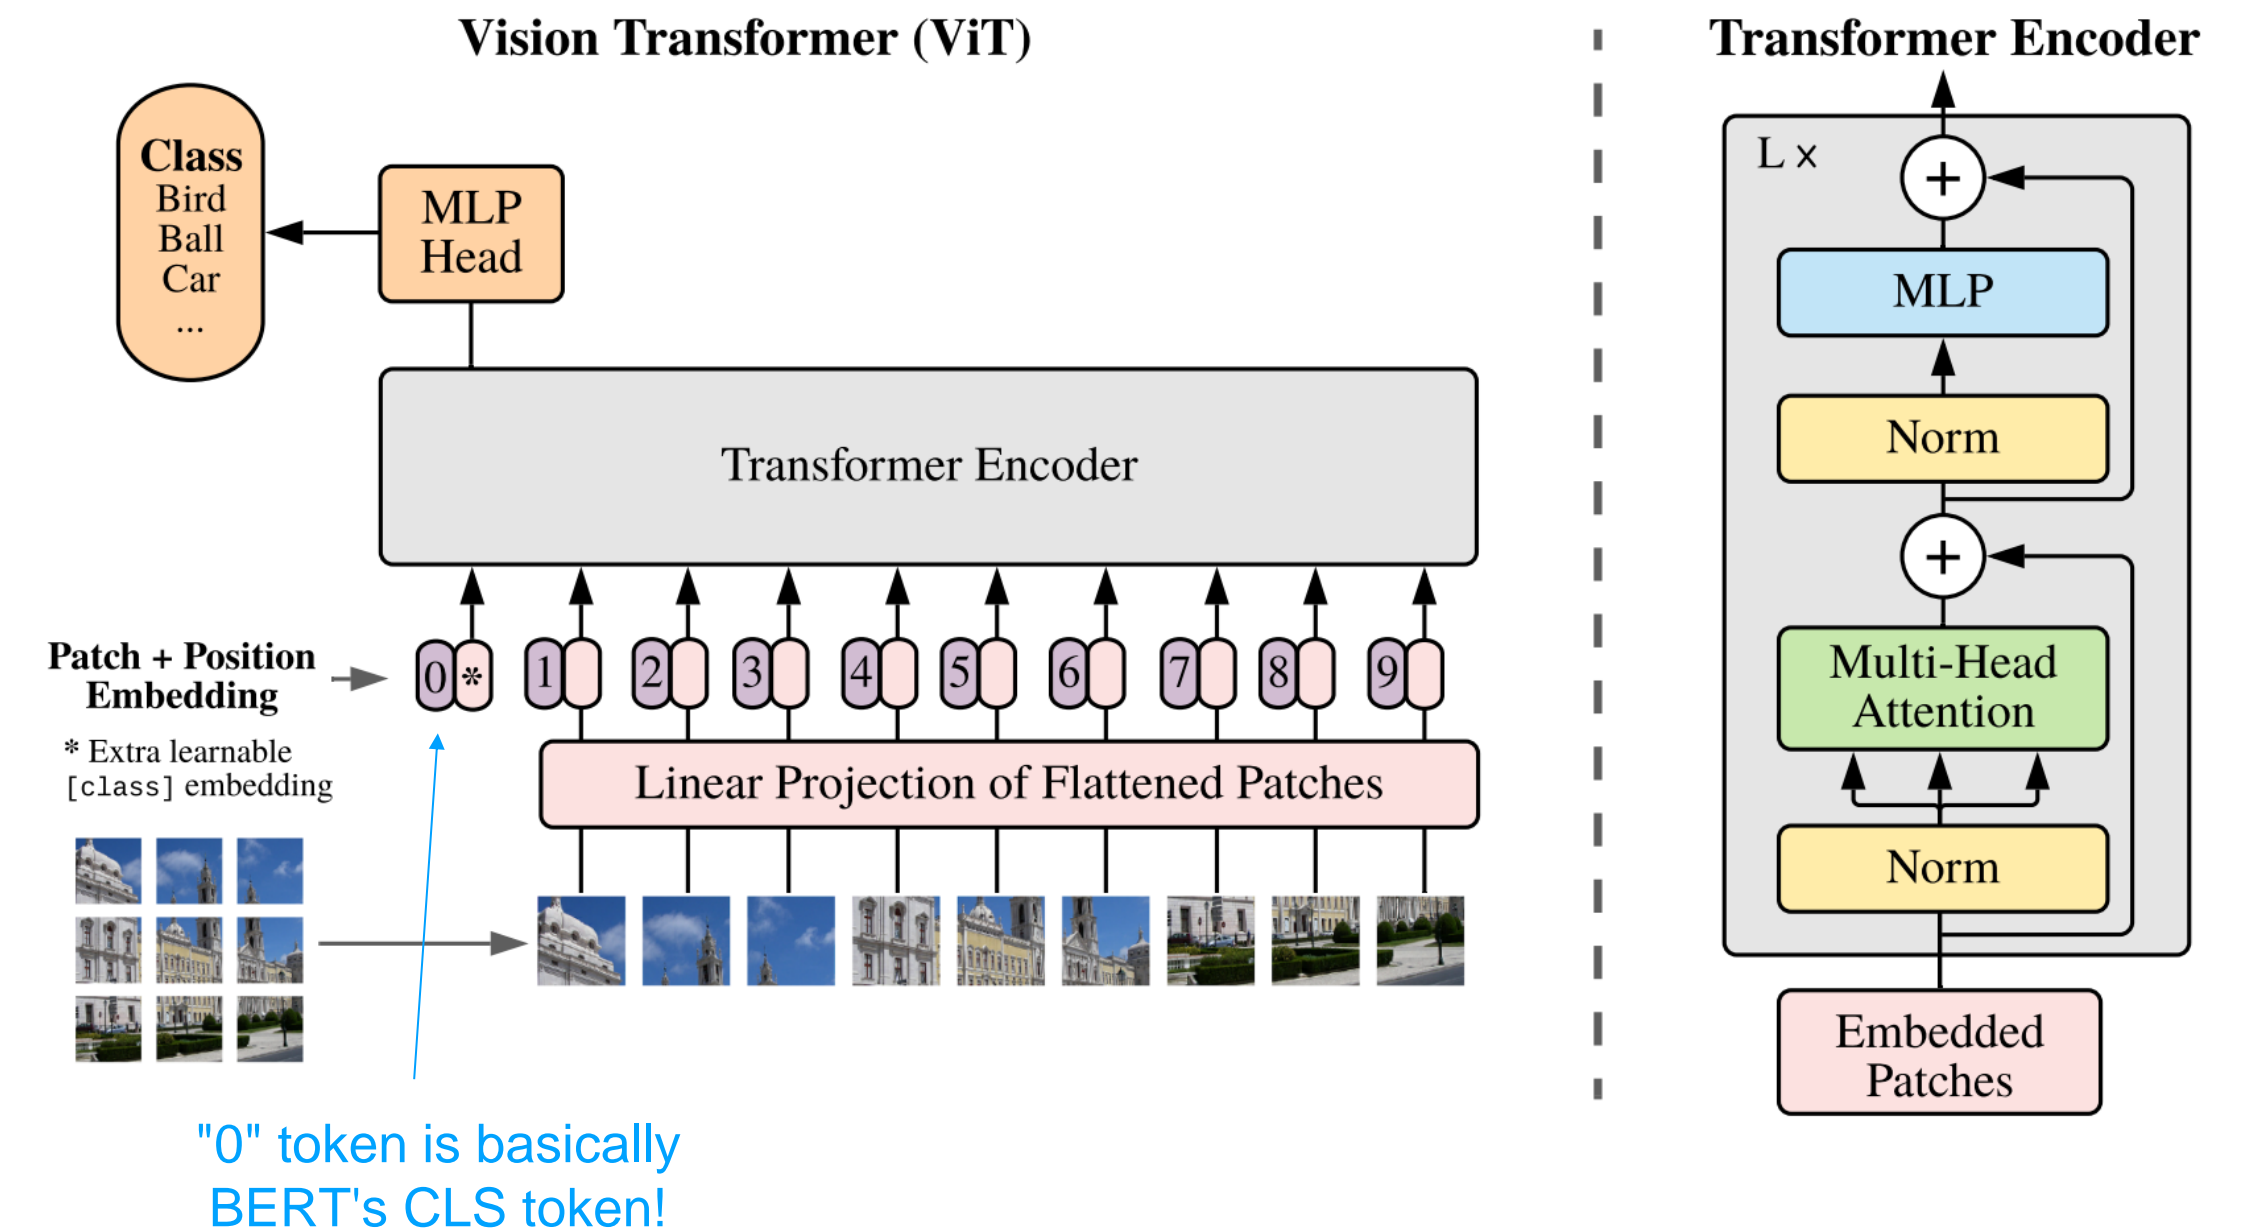 Vision Transformer (ViT)
Class
Bird
Ball
Car
...
MLP
Head
Transformer Encoder
Patch + Position
Embedding
* Extra learnable
[class] embedding
0 * 1 2 3 4 5 6 7 8 9
Linear Projection of Flattened Patches
"0" token is basically
BERT's CLS token!
Transformer Encoder
L ×
+
MLP
Norm
+
Multi-Head
Attention
Norm
Embedded
Patches